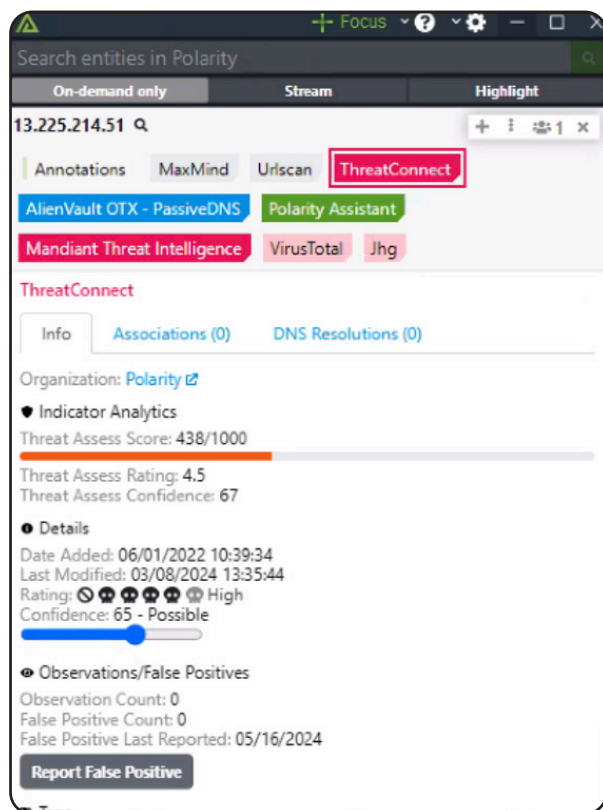 Focus
Search entities in Polarity
On-demand only Stream Highlight
13.225.214.51 1
Annotations MaxMind Urlscan ThreatConnect
AlienVault OTX - PassiveDNS Polarity Assistant
Mandiant Threat Intelligence VirusTotal Jhg
ThreatConnect
Info Associations (0) DNS Resolutions (0)
Organization: Polarity
Indicator Analytics
Threat Assess Score: 438/1000
Threat Assess Rating: 4.5
Threat Assess Confidence: 67
Details
Date Added: 06/01/2022 10:39:34
Last Modified: 03/08/2024 13:35:44
Rating: High
Confidence: 65 - Possible
Observations/False Positives
Observation Count: 0
False Positive Count: 0
False Positive Last Reported: 05/16/2024
Report False Positive